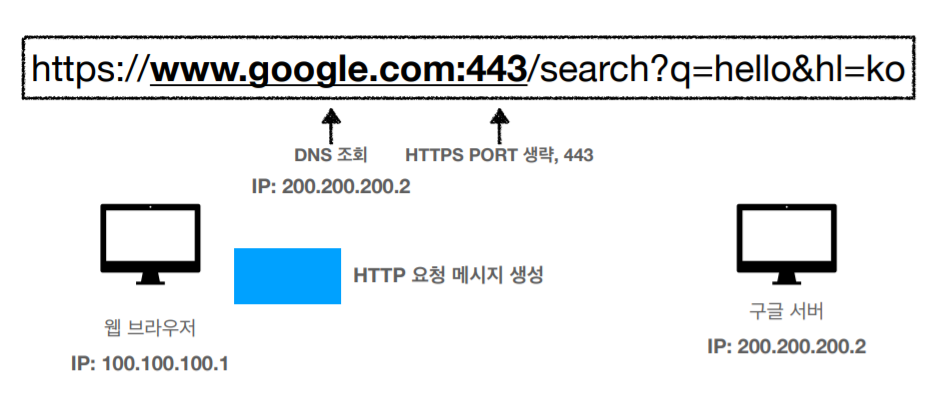 https://www.google.com:443/search?q=hello&hl=ko
DNS 조회
HTTPS PORT 생략, 443
IP: 200.200.200.2
HTTP 요청 메시지 생성
웹 브라우저
IP: 100.100.100.1
구글 서버
IP: 200.200.200.2